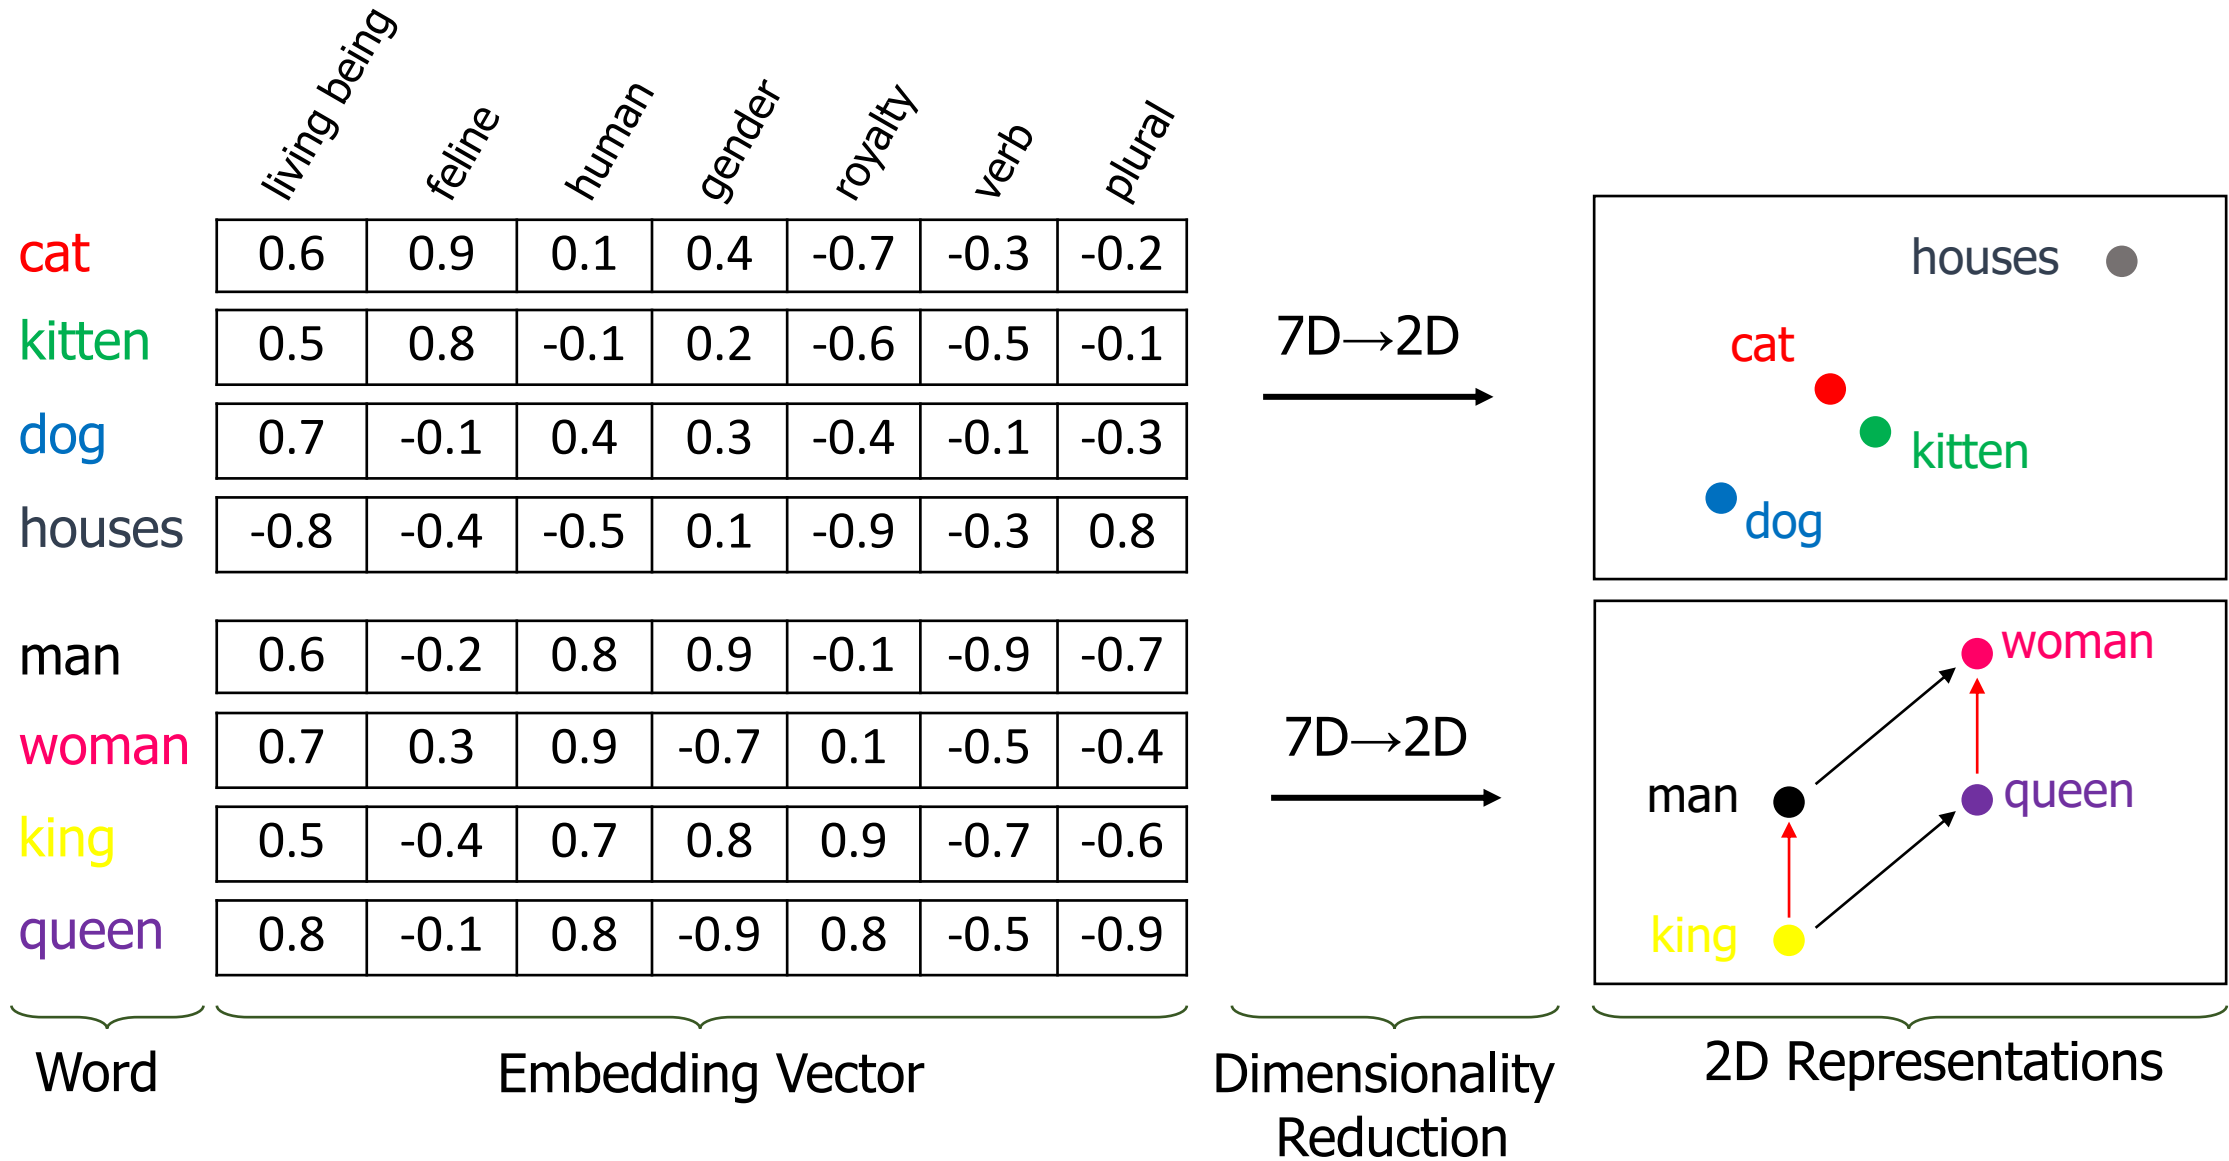 living being feline human gender royalty verb plural
cat 0.6 0.9 0.1 0.4 -0.7 -0.3 -0.2
kitten 0.5 0.8 -0.1 0.2 -0.6 -0.5 -0.1
dog 0.7 -0.1 0.4 0.3 -0.4 -0.1 -0.3
houses -0.8 -0.4 -0.5 0.1 -0.9 -0.3 0.8
7D→2D
houses
cat
kitten
dog
man 0.6 -0.2 0.8 0.9 -0.1 -0.9 -0.7
woman 0.7 0.3 0.9 -0.7 0.1 -0.5 -0.4
king 0.5 -0.4 0.7 0.8 0.9 -0.7 -0.6
queen 0.8 -0.1 0.8 -0.9 0.8 -0.5 -0.9
7D→2D
woman
man
queen
king
Word
Embedding Vector
Dimensionality
Reduction
2D Representations